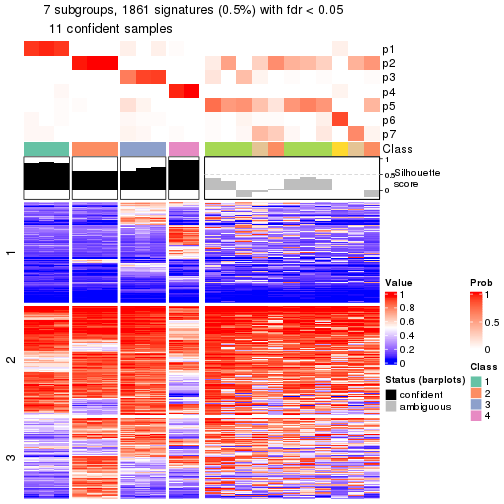 7 subgroups, 1861 signatures (0.5%) with fdr < 0.05
11 confident samples
p1
p2
p3
p4
p5
p6
p7
Class
1
0.5
0
Silhouette
score
1
2
3
Value
1
0.8
0.6
0.4
0.2
0
Status (barplots)
confident
ambiguous
Prob
1
0.5
0
Class
1
2
3
4